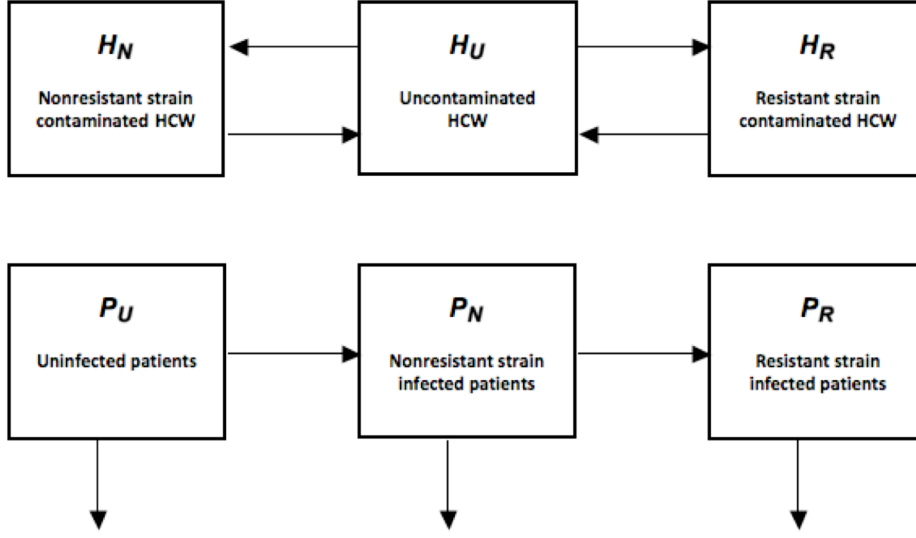 H_N
Nonresistant strain
contaminated HCW
H_U
Uncontaminated
HCW
H_R
Resistant strain
contaminated HCW
P_U
Uninfected patients
P_N
Nonresistant strain
infected patients
P_R
Resistant strain
infected patients